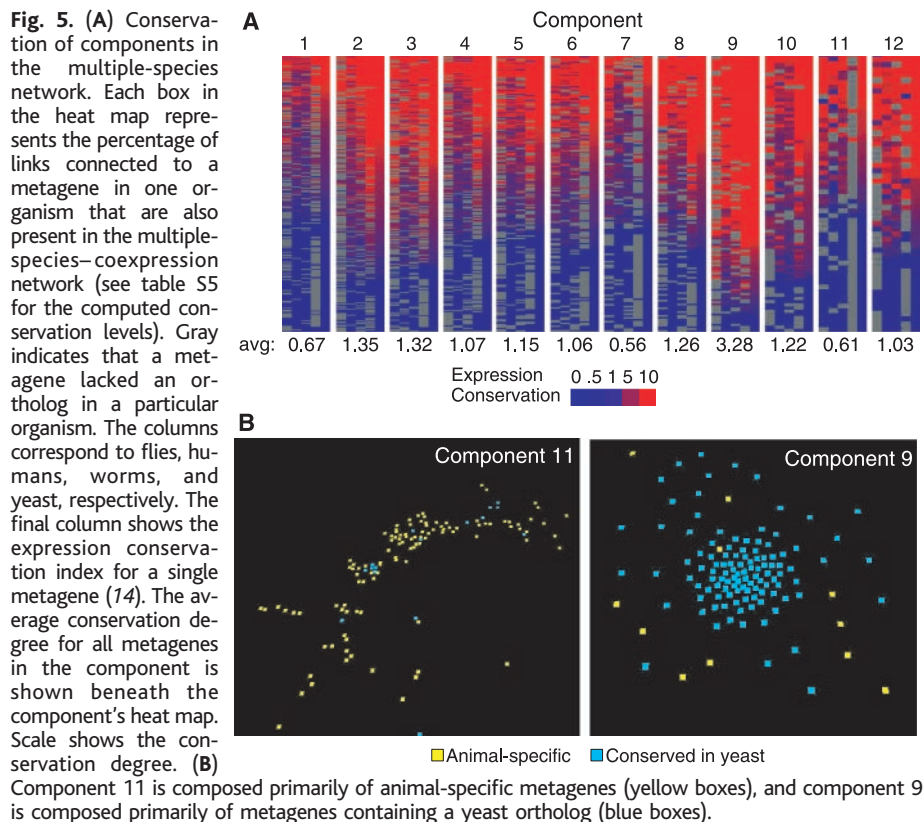 Fig. 5. (A) Conserva-
tion of components in
the multiple-species
network. Each box in
the heat map repre-
sents the percentage of
links connected to a
metagene in one or-
ganism that are also
present in the multiple-
species–coexpression
network (see table S5
for the computed con-
servation levels). Gray
indicates that a met-
agene lacked an or-
tholog in a particular
organism. The columns
correspond to flies, hu-
mans, worms, and
yeast, respectively. The
final column shows the
expression conserva-
tion index for a single
metagene (14). The av-
erage conservation de-
gree for all metagenes
in the component is
shown beneath the
component's heat map.
Scale shows the con-
servation degree. (B)
Component 11 is composed primarily of animal-specific metagenes (yellow boxes), and component 9
is composed primarily of metagenes containing a yeast ortholog (blue boxes).
A
Component
1 2 3 4 5 6 7 8 9 10 11 12
avg: 0.67 1.35 1.32 1.07 1.15 1.06 0.56 1.26 3.28 1.22 0.61 1.03
Expression
Conservation
0 .5 1 5 10
B
Component 11
Component 9
Animal-specific
Conserved in yeast